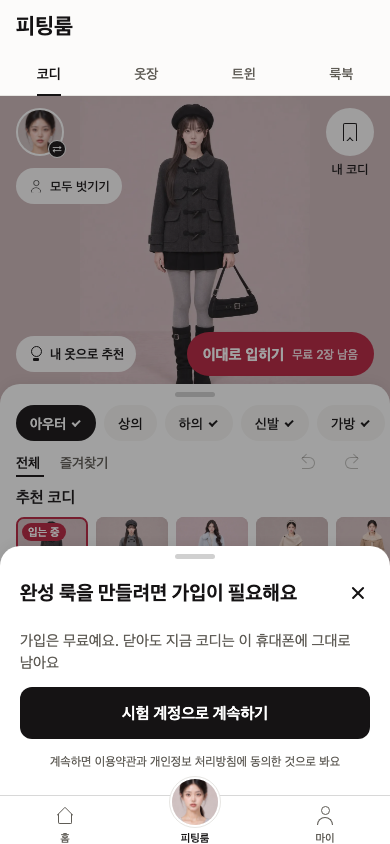 피팅룸
코디 옷장 트윈 룩북
내 코디
모두 벗기기
내 옷으로 추천
이대로 입히기 무료 2장 남음
아우터 상의 하의 신발 가방
전체 즐겨찾기
추천 코디
입는 중
완성 룩을 만들려면 가입이 필요해요
가입은 무료예요. 닫아도 지금 코디는 이 휴대폰에 그대로
남아요
시험 계정으로 계속하기
계속하면 이용약관과 개인정보 처리방침에 동의한 것으로 봐요
홈 피팅룸 마이